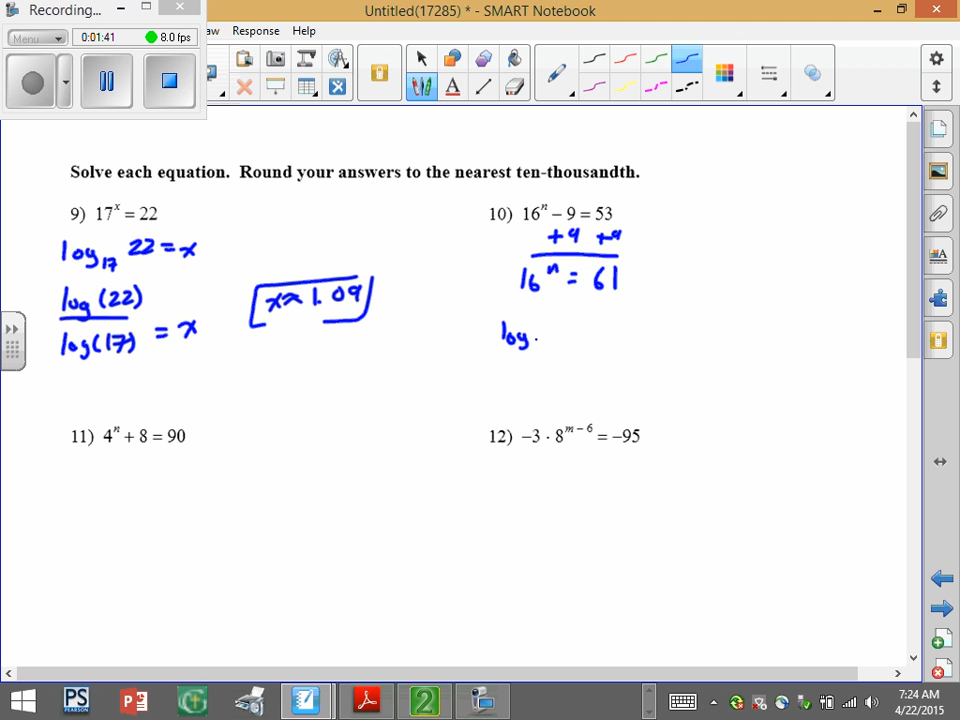 Recording...
Untitled(17285) * - SMART Notebook
Menu
0:01:41
8.0 fps
aw Response Help
Solve each equation. Round your answers to the nearest ten-thousandth.
9) 17^x = 22
10) 16^n − 9 = 53
log_17 22 = x
+9 +9
16^n = 61
log (22)
log(17) = x
x ≈ 1.09
log
11) 4^n + 8 = 90
12) −3 · 8^(m − 6) = −95
PS
2
7:24 AM
4/22/2015